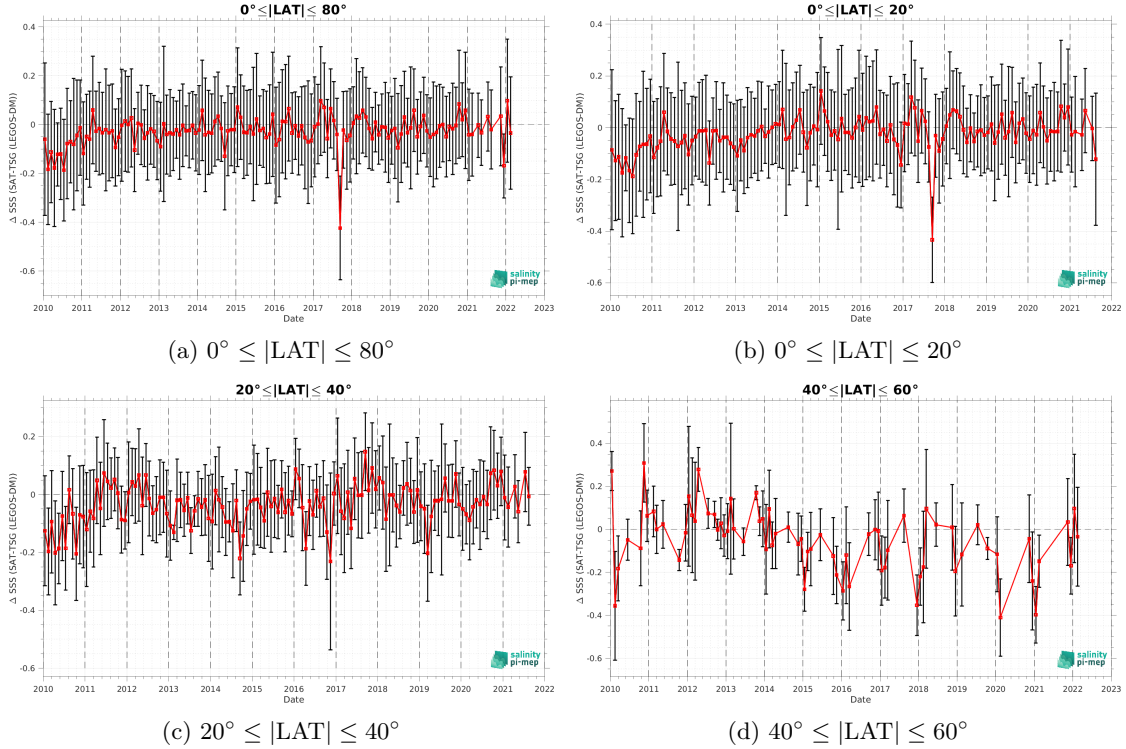 0°≤|LAT|≤ 80°
Δ SSS (SAT-TSG (LEGOS-DM))
0.4
0.2
0
-0.2
-0.4
-0.6
2010 2011 2012 2013 2014 2015 2016 2017 2018 2019 2020 2021 2022 2023
Date
salinity
pi-mep
(a) 0° ≤ |LAT| ≤ 80°
0°≤|LAT|≤ 20°
Δ SSS (SAT-TSG (LEGOS-DM))
0.4
0.2
0
-0.2
-0.4
-0.6
2010 2011 2012 2013 2014 2015 2016 2017 2018 2019 2020 2021 2022
Date
salinity
pi-mep
(b) 0° ≤ |LAT| ≤ 20°
20°≤|LAT|≤ 40°
Δ SSS (SAT-TSG (LEGOS-DM))
0.2
0
-0.2
-0.4
-0.6
2010 2011 2012 2013 2014 2015 2016 2017 2018 2019 2020 2021 2022
Date
salinity
pi-mep
(c) 20° ≤ |LAT| ≤ 40°
40°≤|LAT|≤ 60°
Δ SSS (SAT-TSG (LEGOS-DM))
0.4
0.2
0
-0.2
-0.4
-0.6
2010 2011 2012 2013 2014 2015 2016 2017 2018 2019 2020 2021 2022 2023
Date
salinity
pi-mep
(d) 40° ≤ |LAT| ≤ 60°